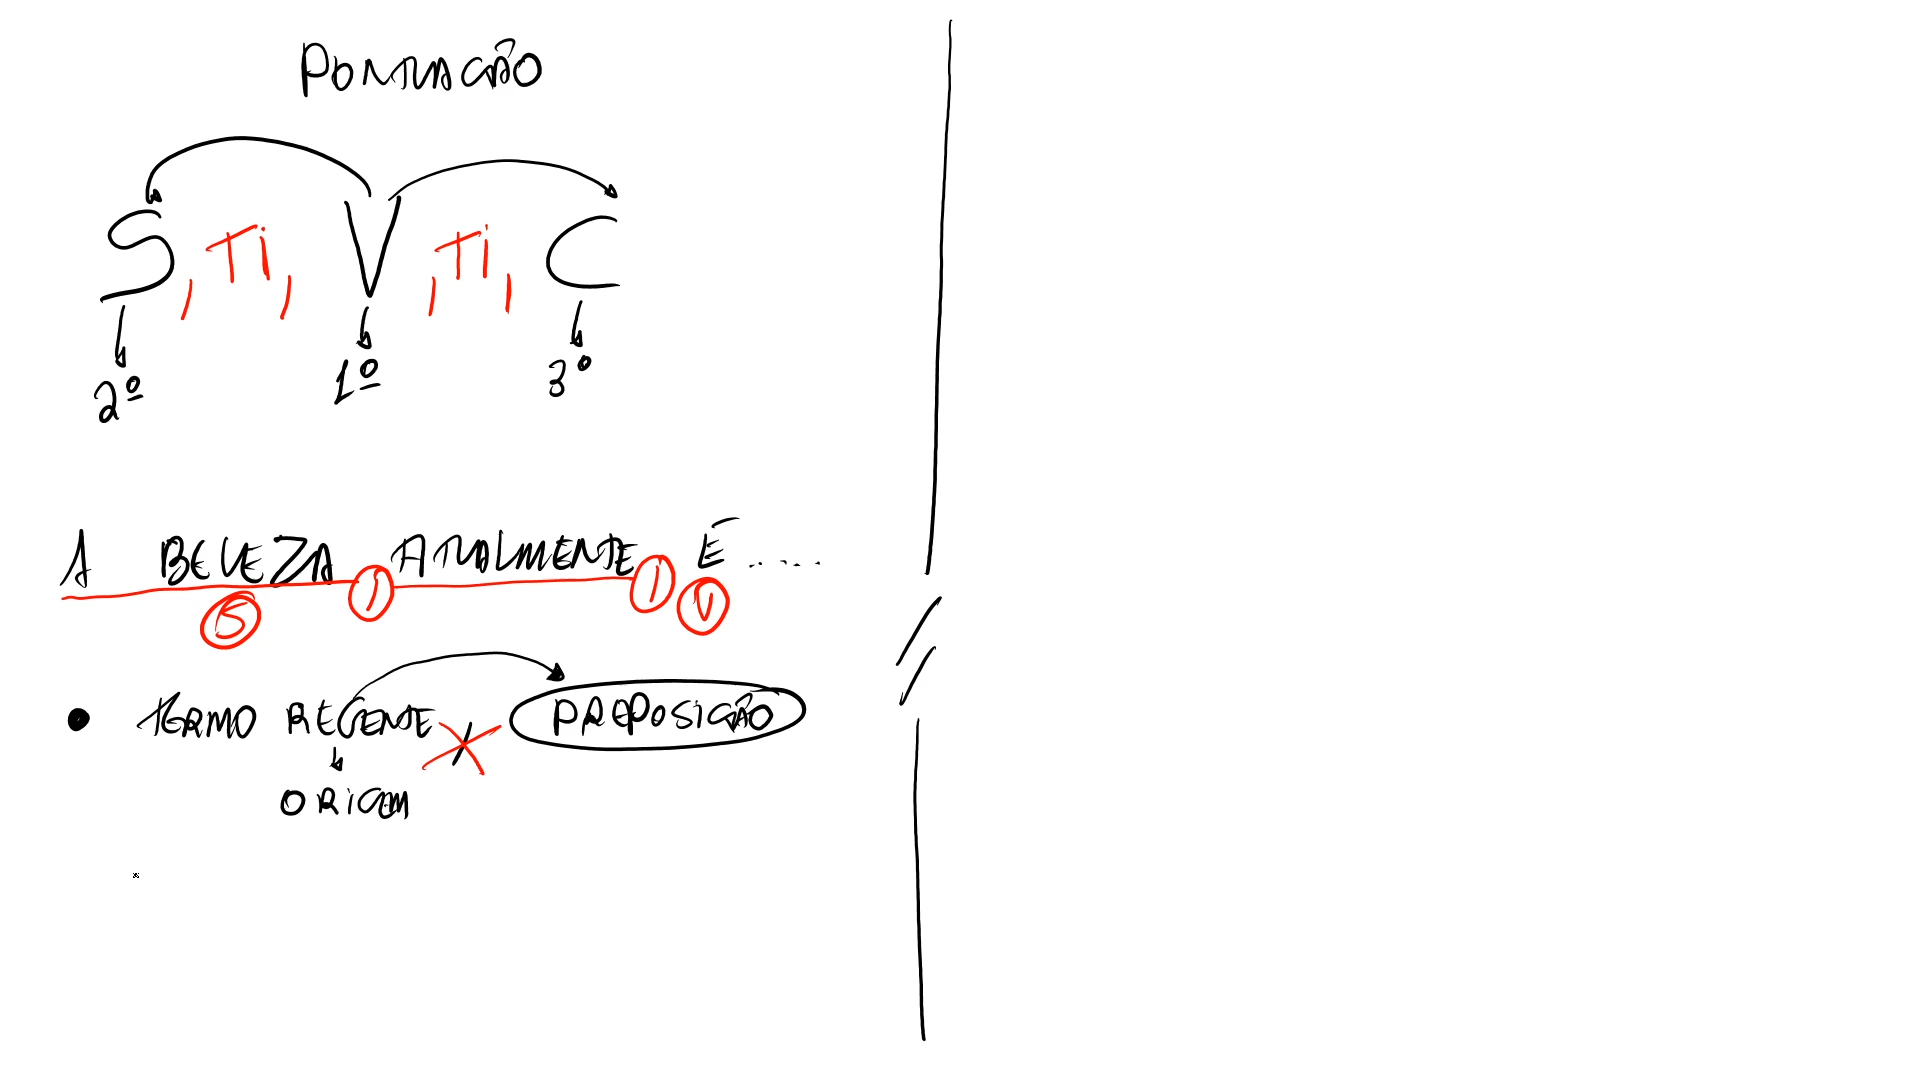 PONTUAÇÃO
S , Ti , V , Ti , C
2º 1º 3º
A BELEZA , ATUALMENTE , É .....
S V
• TERMO REGENTE , PREPOSIÇÃO
ORIGEM